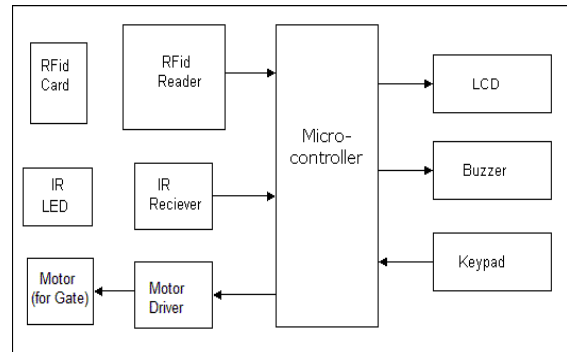 RFid
Card
RFid
Reader
Micro-
controller
LCD
Buzzer
Keypad
IR
LED
IR
Reciever
Motor
(for Gate)
Motor
Driver